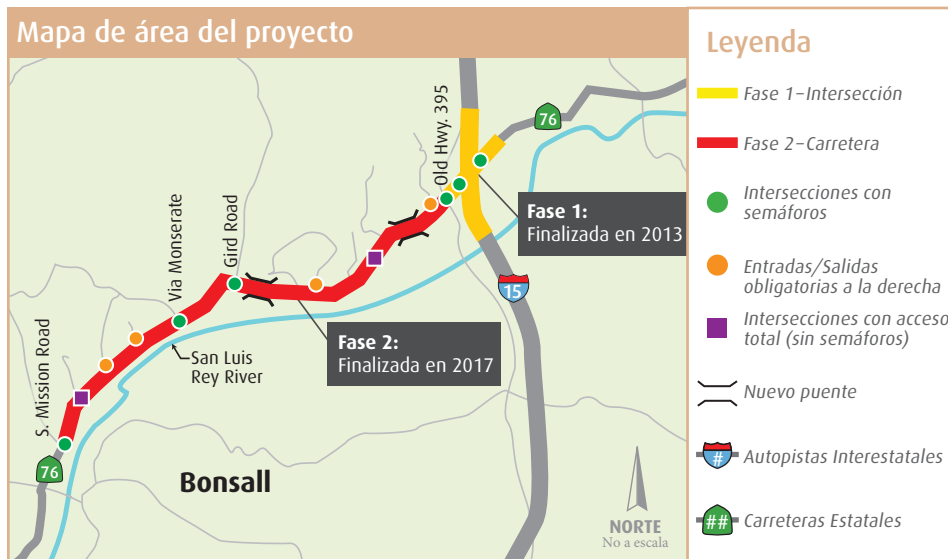 Mapa de área del proyecto
Old Hwy. 395
76
Fase 1:
Finalizada en 2013
Gird Road
Via Monserate
15
Fase 2:
Finalizada en 2017
San Luis
Rey River
S. Mission Road
76
Bonsall
NORTE
No a escala
Leyenda
Fase 1–Intersección
Fase 2–Carretera
Intersecciones con
semáforos
Entradas/Salidas
obligatorias a la derecha
Intersecciones con acceso
total (sin semáforos)
Nuevo puente
#
Autopistas Interestatales
##
Carreteras Estatales